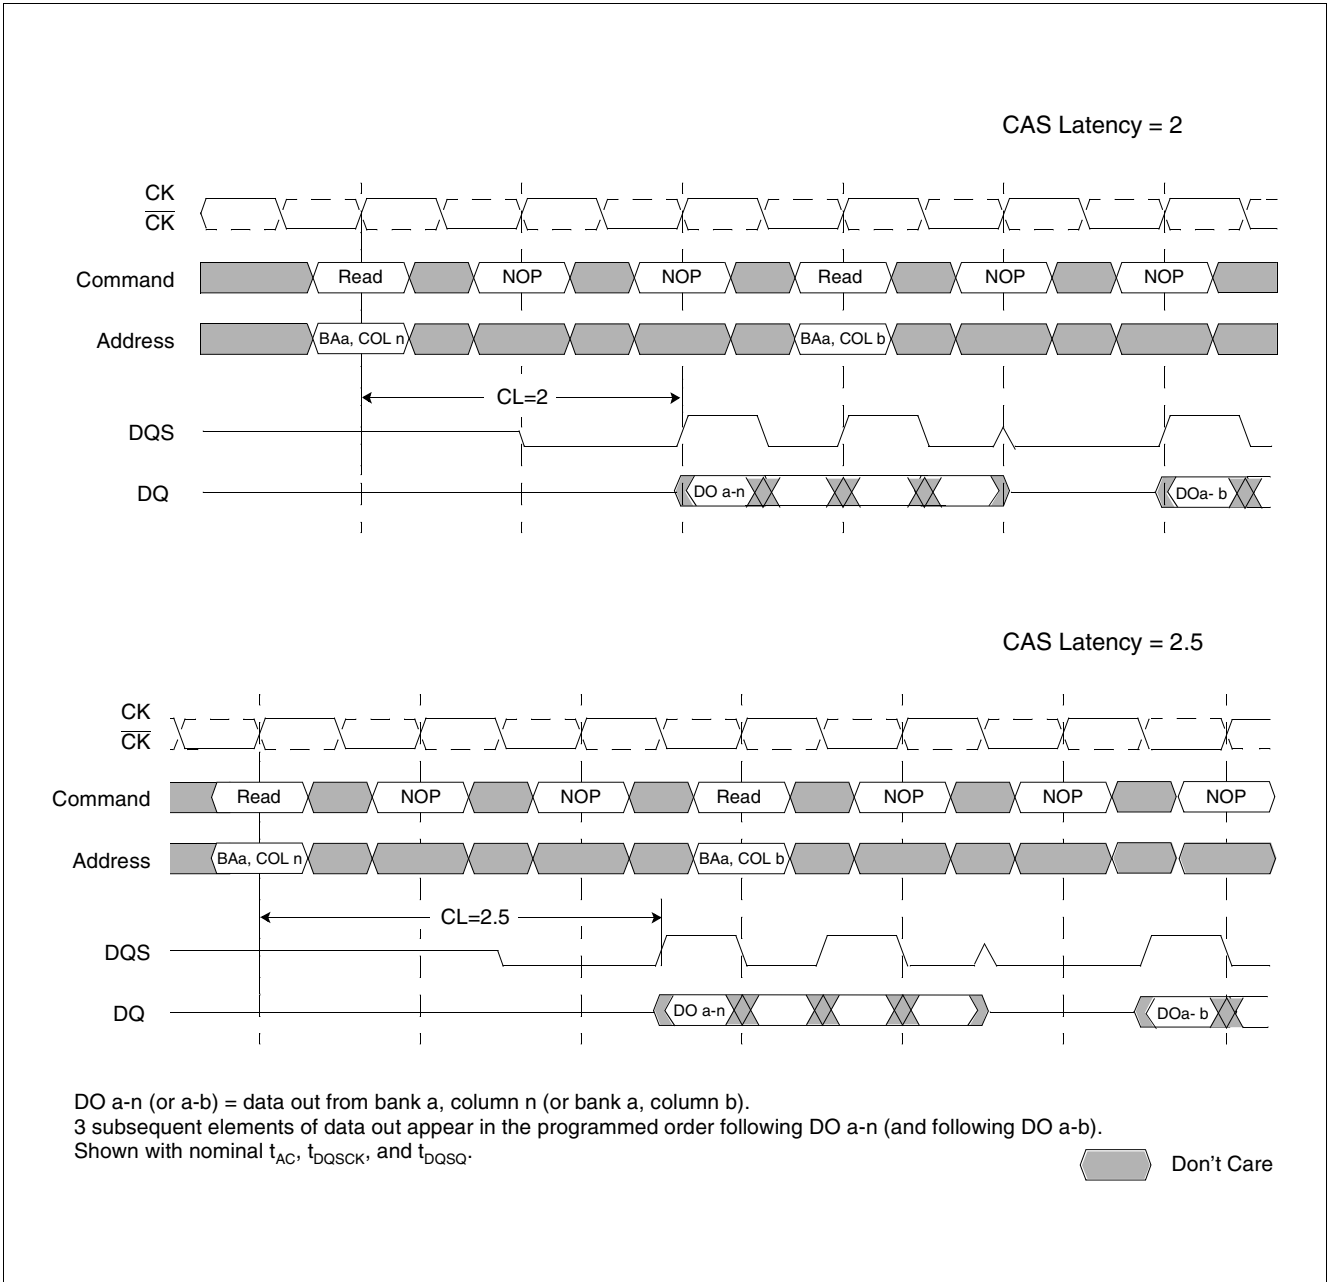 CAS Latency = 2
CK
CK
Command
Read
NOP
NOP
Read
NOP
NOP
Address
BAa, COL n
BAa, COL b
CL=2
DQS
DQ
DO a-n
DOa- b
CAS Latency = 2.5
CK
CK
Command
Read
NOP
NOP
Read
NOP
NOP
NOP
Address
BAa, COL n
BAa, COL b
CL=2.5
DQS
DQ
DO a-n
DOa- b
DO a-n (or a-b) = data out from bank a, column n (or bank a, column b).
3 subsequent elements of data out appear in the programmed order following DO a-n (and following DO a-b).
Shown with nominal tAC, tDQSCK, and tDQSQ.
Don't Care